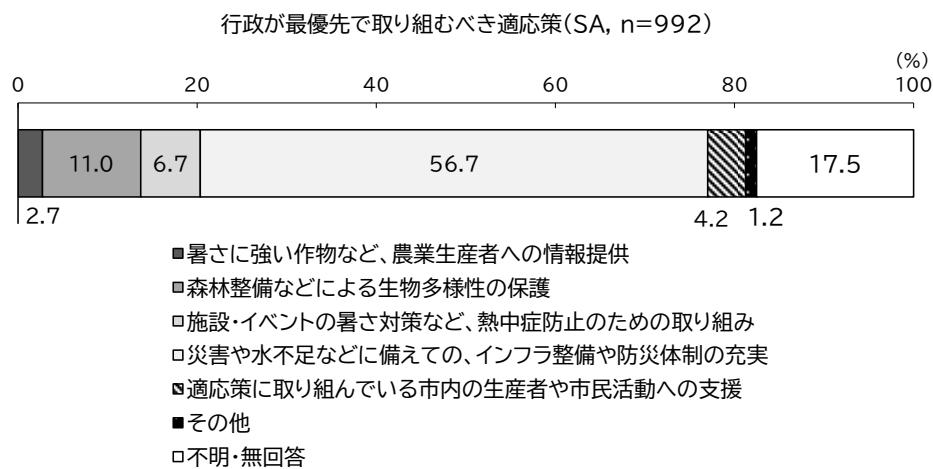 行政が最優先で取り組むべき適応策(SA, n=992)
(%)
0 20 40 60 80 100
11.0 6.7 56.7 17.5
2.7 4.2 1.2
暑さに強い作物など、農業生産者への情報提供
森林整備などによる生物多様性の保護
施設・イベントの暑さ対策など、熱中症防止のための取り組み
災害や水不足などに備えての、インフラ整備や防災体制の充実
適応策に取り組んでいる市内の生産者や市民活動への支援
その他
不明・無回答